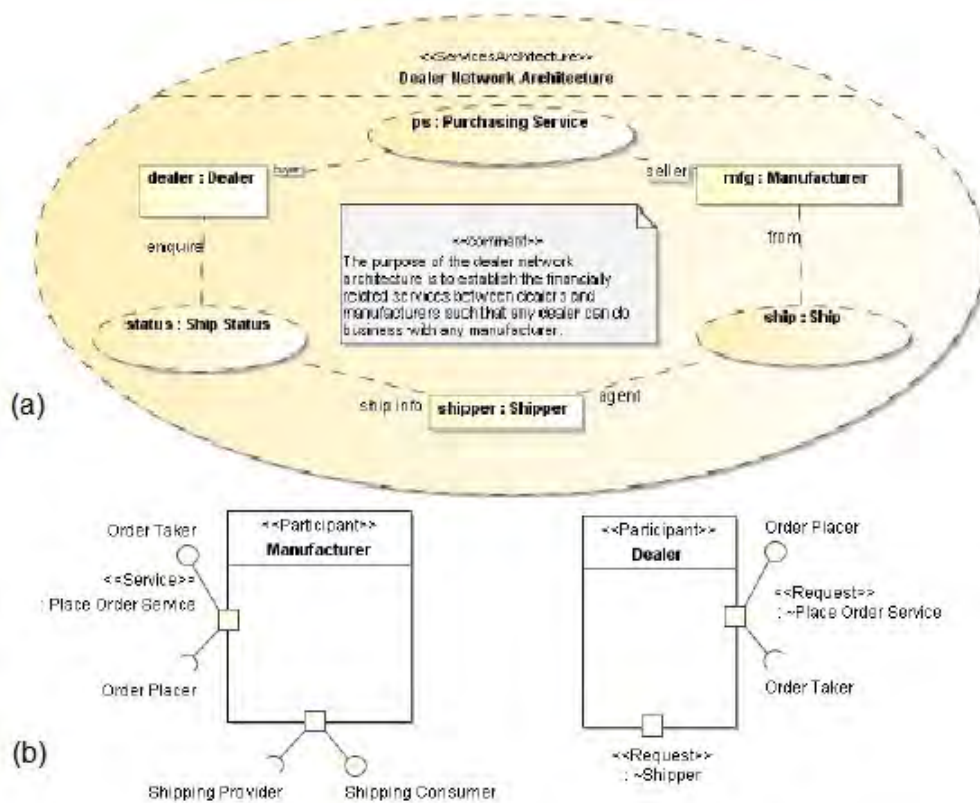 <<ServicesArchitecture>>
Dealer Network Architecture
ps : Purchasing Service
dealer : Dealer
buyer
seller
mfg : Manufacturer
enquire
from
<<comment>>
The purpose of the dealer network
architecture is to establish the financially
related services between dealers and
manufacturers such that any dealer can do
business with any manufacturer.
status : Ship Status
ship : Ship
(a)
ship info
shipper : Shipper
agent
Order Taker
<<Participant>>
Manufacturer
<<Service>>
: Place Order Service
Order Placer
Shipping Provider
Shipping Consumer
<<Participant>>
Dealer
Order Placer
<<Request>>
: ~Place Order Service
Order Taker
(b)
<<Request>>
: ~Shipper